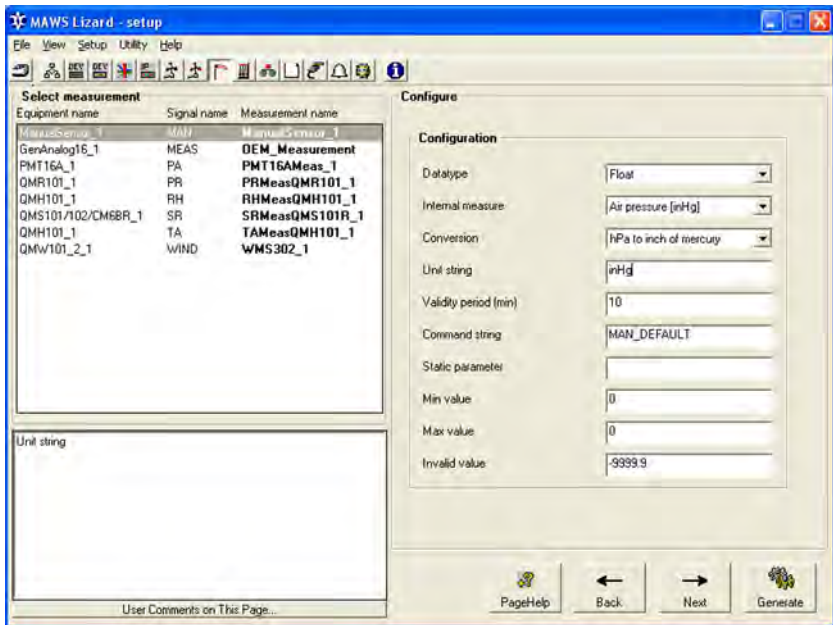 MAWS Lizard - setup
File View Setup Utility Help
Select measurement
Equipment name Signal name Measurement name
ManualSensor_1 MAN ManualSensor_1
GenAnalog16_1 MEAS OEM_Measurement
PMT16A_1 PA PMT16AMeas_1
QMR101_1 PR PRMeasQMR101_1
QMH101_1 RH RHMeasQMH101_1
QMS101/102/CM6BR_1 SR SRMeasQMS101R_1
QMH101_1 TA TAMeasQMH101_1
QMW101_2_1 WIND WMS302_1
Unit string
User Comments on This Page...
Configure
Configuration
Datatype Float
Internal measure Air pressure [inHg]
Conversion hPa to inch of mercury
Unit string inHg
Validity period (min) 10
Command string MAN_DEFAULT
Static parameter
Min value 0
Max value 0
Invalid value -9999.9
PageHelp Back Next Generate